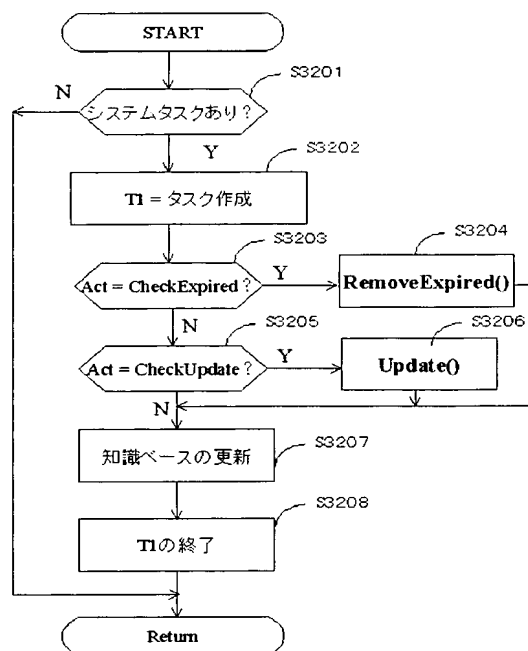 START
S3201
N
システムタスクあり?
Y
S3202
T1 = タスク作成
S3203
S3204
Act = CheckExpired ?
Y
RemoveExpired()
N
S3205
S3206
Act = CheckUpdate ?
Y
Update()
N
S3207
知識ベースの更新
S3208
T1の終了
Return